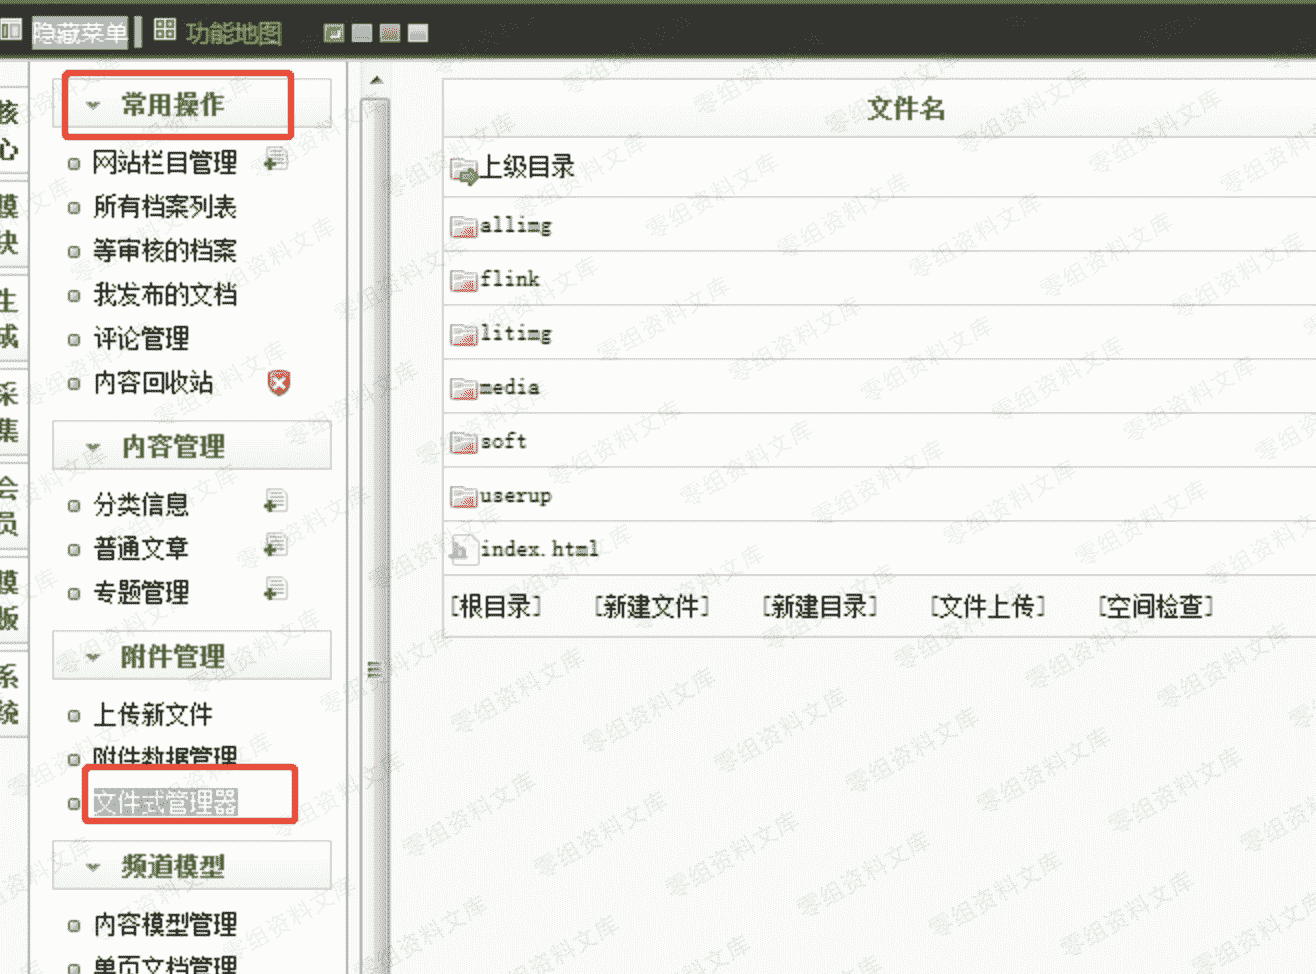 隐藏菜单 功能地图
核心
模块
生成
采集
会员
模版
系统
常用操作
网站栏目管理
所有档案列表
等审核的档案
我发布的文档
评论管理
内容回收站
内容管理
分类信息
普通文章
专题管理
附件管理
上传新文件
附件数据管理
文件式管理器
频道模型
内容模型管理
单页文档管理
文件名
上级目录
allimg
flink
litimg
media
soft
userup
index.html
[根目录] [新建文件] [新建目录] [文件上传] [空间检查]
零组资料文库